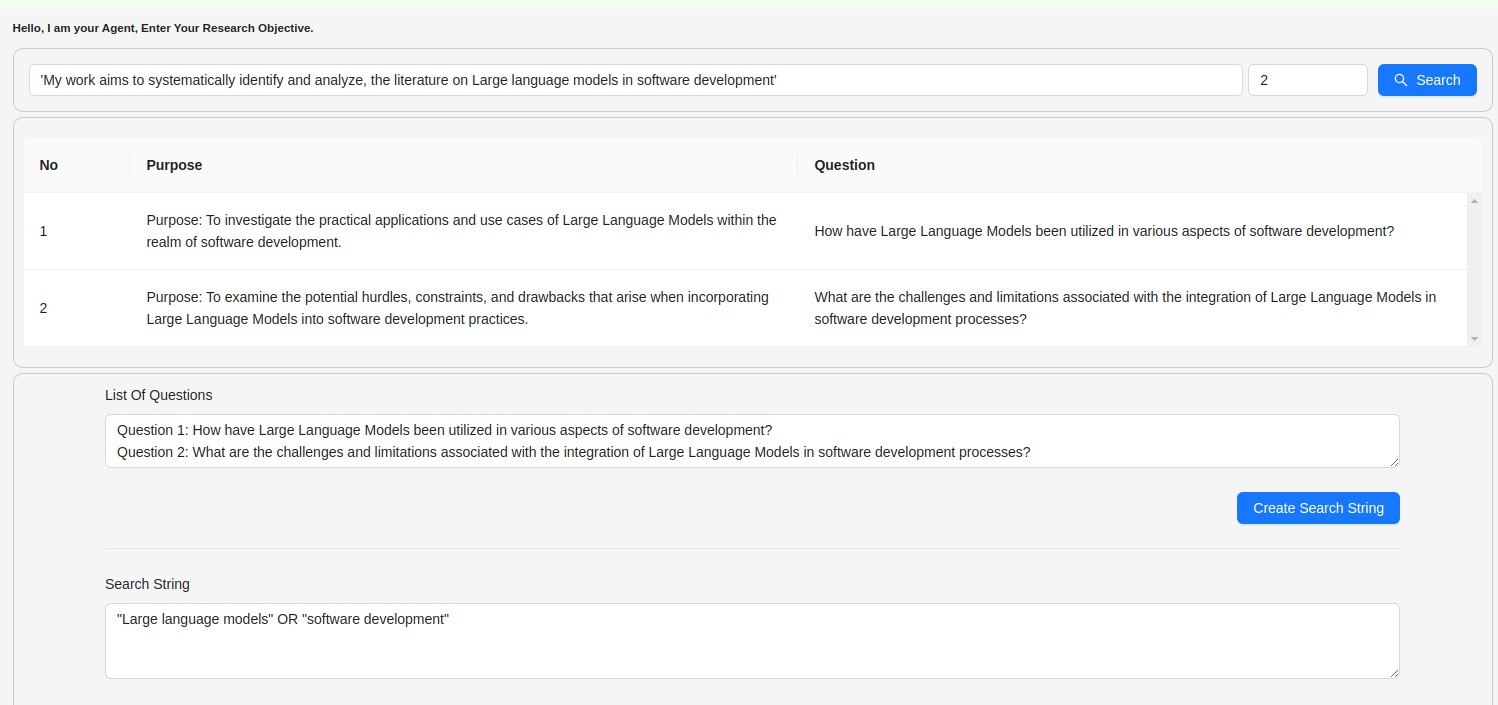 Hello, I am your Agent, Enter Your Research Objective.
'My work aims to systematically identify and analyze, the literature on Large language models in software development'
2
Search
No
Purpose
Question
1
Purpose: To investigate the practical applications and use cases of Large Language Models within the
realm of software development.
How have Large Language Models been utilized in various aspects of software development?
2
Purpose: To examine the potential hurdles, constraints, and drawbacks that arise when incorporating
Large Language Models into software development practices.
What are the challenges and limitations associated with the integration of Large Language Models in
software development processes?
List Of Questions
Question 1: How have Large Language Models been utilized in various aspects of software development?
Question 2: What are the challenges and limitations associated with the integration of Large Language Models in software development processes?
Create Search String
Search String
"Large language models" OR "software development"